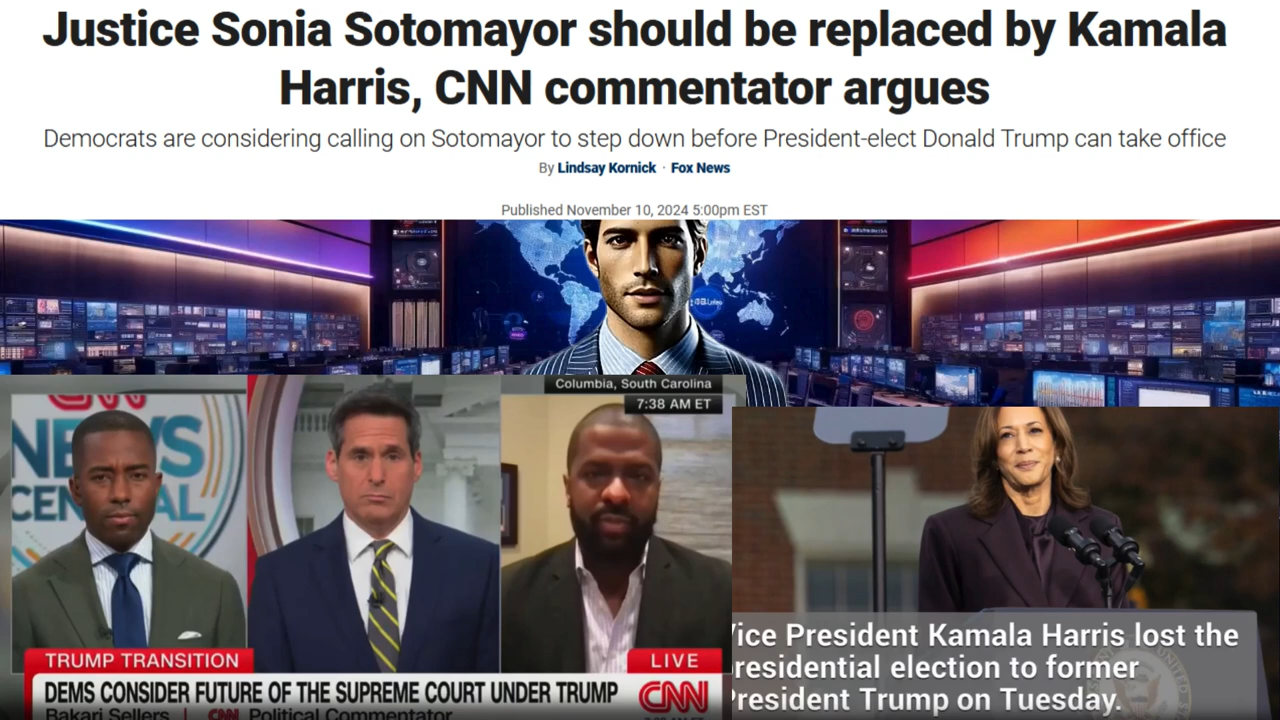 Justice Sonia Sotomayor should be replaced by Kamala
Harris, CNN commentator argues
Democrats are considering calling on Sotomayor to step down before President-elect Donald Trump can take office
By Lindsay Kornick · Fox News
Published November 10, 2024 5:00pm EST
Columbia, South Carolina
7:38 AM ET
CNN
NEWS
CENTRAL
TRUMP TRANSITION
LIVE
DEMS CONSIDER FUTURE OF THE SUPREME COURT UNDER TRUMP
CNN
Bakari Sellers | CNN Political Commentator
Vice President Kamala Harris lost the
presidential election to former
President Trump on Tuesday.